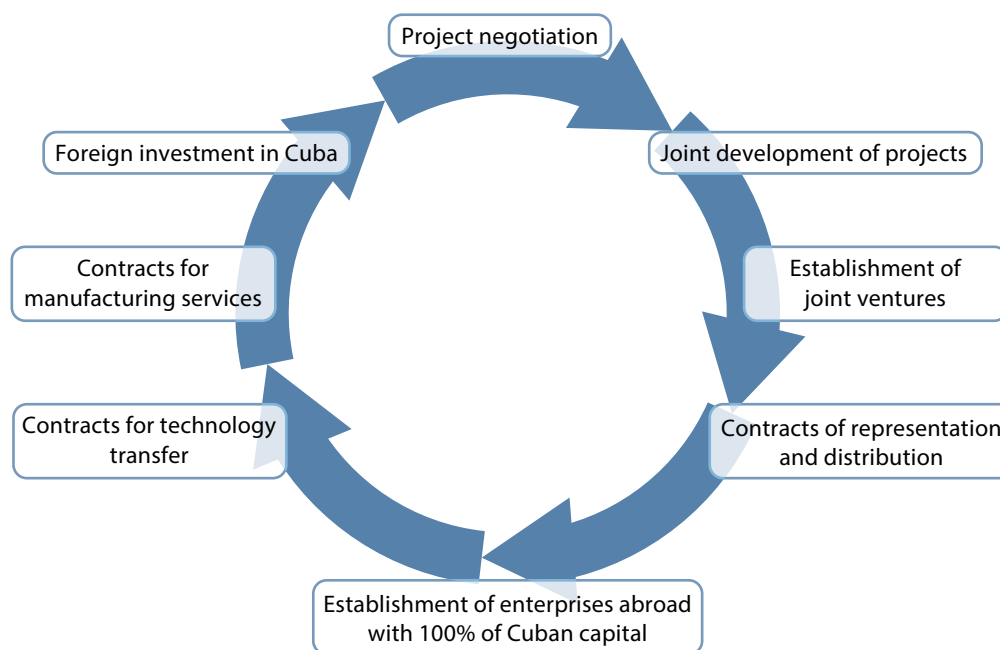 Project negotiation
Joint development of projects
Establishment of
joint ventures
Contracts of representation
and distribution
Establishment of enterprises abroad
with 100% of Cuban capital
Contracts for technology
transfer
Contracts for
manufacturing services
Foreign investment in Cuba